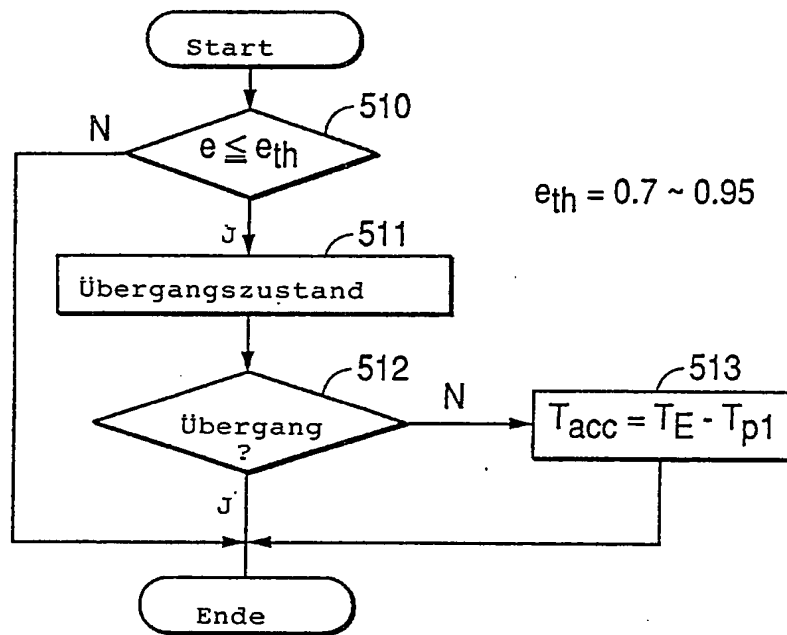 Start
510
N
e ≦ e_th
e_th = 0.7 ~ 0.95
J
511
Übergangszustand
512
513
N
T_acc = T_E - T_p1
Übergang
?
J
Ende